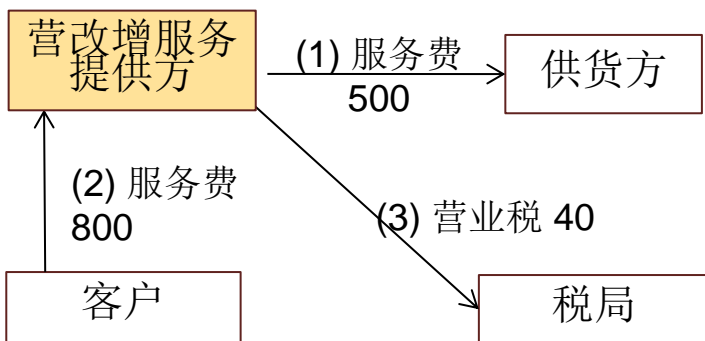 营改增服务
提供方
(1) 服务费
500
供货方
(2) 服务费
800
(3) 营业税 40
客户
税局